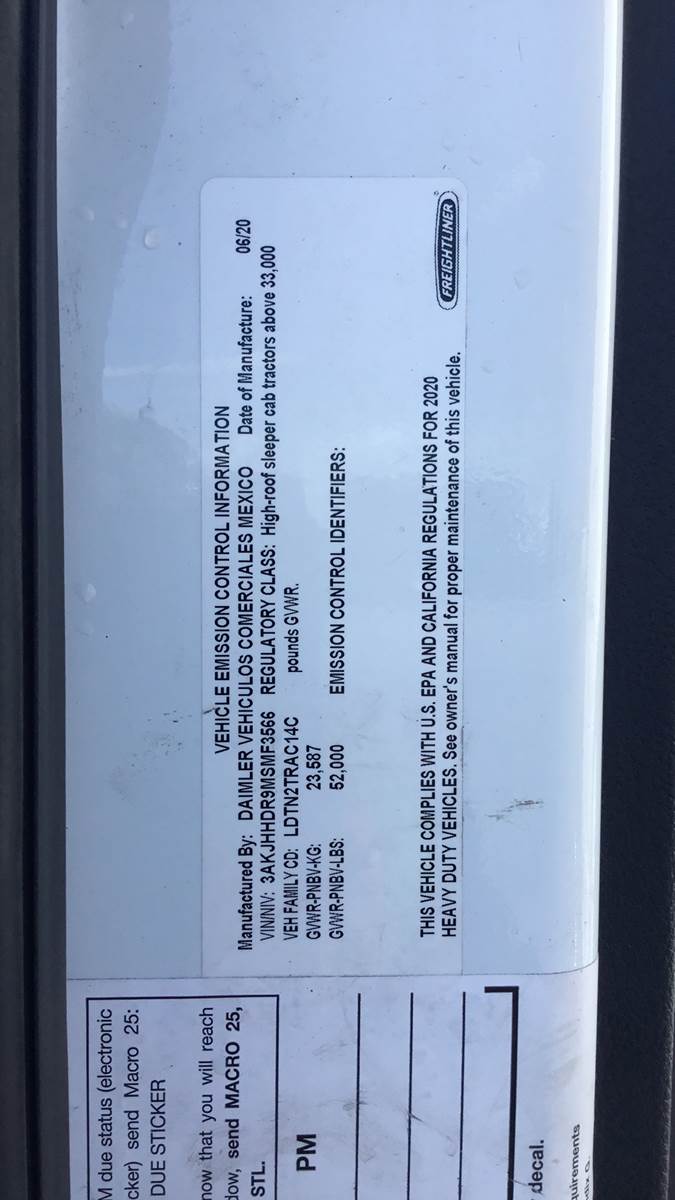 VEHICLE EMISSION CONTROL INFORMATION
Manufactured By: DAIMLER VEHICULOS COMERCIALES MEXICO Date of Manufacture: 06/20
VIN/NIV: 3AKJHHDR9MSMF3566 REGULATORY CLASS: High-roof sleeper cab tractors above 33,000
VEH FAMILY CD: LDTN2TRAC14C pounds GVWR.
GVWR-PNBV-KG: 23,587
GVWR-PNBV-LBS: 52,000 EMISSION CONTROL IDENTIFIERS:
THIS VEHICLE COMPLIES WITH U.S. EPA AND CALIFORNIA REGULATIONS FOR 2020
HEAVY DUTY VEHICLES. See owner's manual for proper maintenance of this vehicle.
FREIGHTLINER
M due status (electronic
cker) send Macro 25:
DUE STICKER
now that you will reach
dow, send MACRO 25,
STL.
PM
decal.
uirements